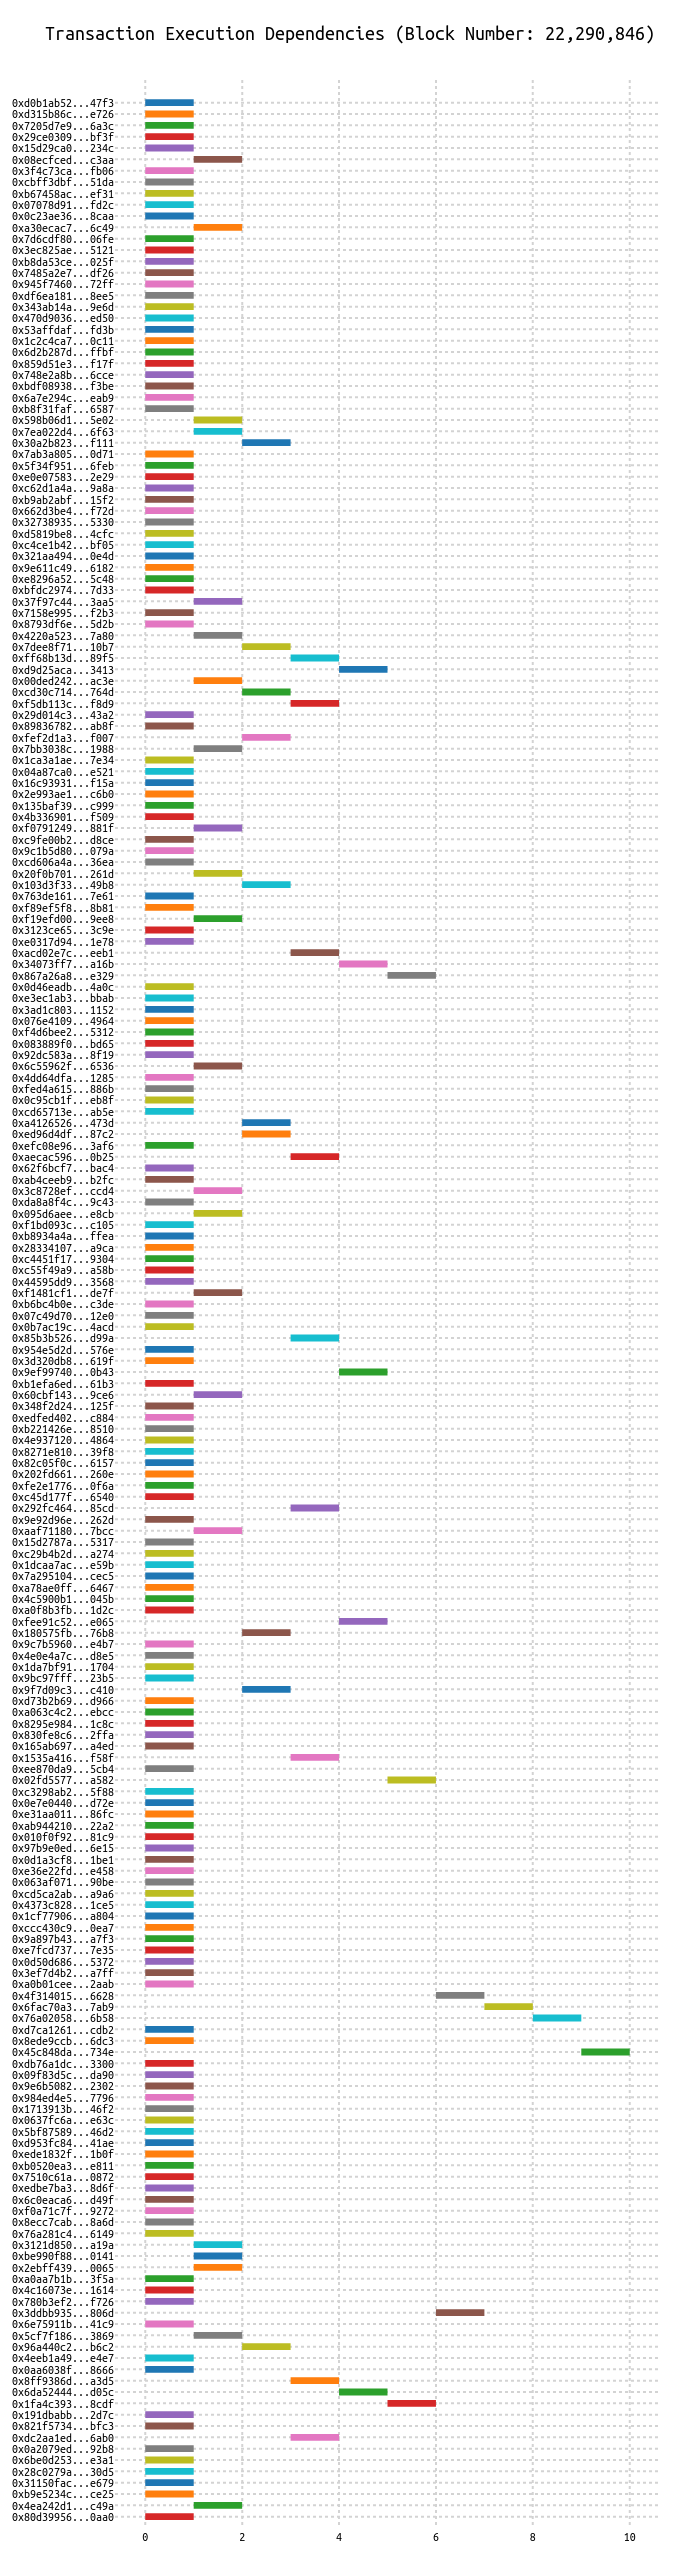 Transaction Execution Dependencies (Block Number: 22,290,846)
0xd0b1ab52...47f3
0xd315b86c...e726
0x7205d7e9...6a3c
0x29ce0309...bf3f
0x15d29ca0...234c
0x08ecfced...c3aa
0x3f4c73ca...fb06
0xcbff3dbf...51da
0xb67458ac...ef31
0x07078d91...fd2c
0x0c23ae36...8caa
0xa30ecac7...6c49
0x7d6cdf80...06fe
0x3ec825ae...5121
0xb8da53ce...025f
0x7485a2e7...df26
0x945f7460...72ff
0xdf6ea181...8ee5
0x343ab14a...9e6d
0x470d9036...ed50
0x53affdaf...fd3b
0x1c2c4ca7...0c11
0x6d2b287d...ffbf
0x859d51e3...f17f
0x748e2a8b...6cce
0xbdf08938...f3be
0x6a7e294c...eab9
0xb8f31faf...6587
0x598b06d1...5e02
0x7ea022d4...6f63
0x30a2b823...f111
0x7ab3a805...0d71
0x5f34f951...6feb
0xe0e07583...2e29
0xc62d1a4a...9a8a
0xb9ab2abf...15f2
0x662d3be4...f72d
0x32738935...5330
0xd5819be8...4cfc
0xc4ce1b42...bf05
0x321aa494...0e4d
0x9e611c49...6182
0xe8296a52...5c48
0xbfdc2974...7d33
0x37f97c44...3aa5
0x7158e995...f2b3
0x8793df6e...5d2b
0x4220a523...7a80
0x7dee8f71...10b7
0xff68b13d...89f5
0xd9d25aca...3413
0x00ded242...ac3e
0xcd30c714...764d
0xf5db113c...f8d9
0x29d014c3...43a2
0x89836782...ab8f
0xfef2d1a3...f007
0x7bb3038c...1988
0x1ca3a1ae...7e34
0x04a87ca0...e521
0x16c93931...f15a
0x2e993ae1...c6b0
0x135baf39...c999
0x4b336901...f509
0xf0791249...881f
0xc9fe00b2...d8ce
0x9c1b5d80...079a
0xcd606a4a...36ea
0x20f0b701...261d
0x103d3f33...49b8
0x763de161...7e61
0xf89ef5f8...8b81
0xf19efd00...9ee8
0x3123ce65...3c9e
0xe0317d94...1e78
0xacd02e7c...eeb1
0x34073ff7...a16b
0x867a26a8...e329
0x0d46eadb...4a0c
0xe3ec1ab3...bbab
0x3ad1c803...1152
0x076e4109...4964
0xf4d6bee2...5312
0x083889f0...bd65
0x92dc583a...8f19
0x6c55962f...6536
0x4dd64dfa...1285
0xfed4a615...886b
0x0c95cb1f...eb8f
0xcd65713e...ab5e
0xa4126526...473d
0xed96d4df...87c2
0xefc08e96...3af6
0xaecac596...0b25
0x62f6bcf7...bac4
0xab4ceeb9...b2fc
0x3c8728ef...ccd4
0xda8a8f4c...9c43
0x095d6aee...e8cb
0xf1bd093c...c105
0xb8934a4a...ffea
0x28334107...a9ca
0xc4451f17...9304
0xc55f49a9...a58b
0x44595dd9...3568
0xf1481cf1...de7f
0xb6bc4b0e...c3de
0x07c49d70...12e0
0x0b7ac19c...4acd
0x85b3b526...d99a
0x954e5d2d...576e
0x3d320db8...619f
0x9ef99740...0b43
0xb1efa6ed...61b3
0x60cbf143...9ce6
0x348f2d24...125f
0xedfed402...c884
0xb221426e...8510
0x4e937120...4864
0x8271e810...39f8
0x82c05f0c...6157
0x202fd661...260e
0xfe2e1776...0f6a
0xc45d177f...6540
0x292fc464...85cd
0x9e92d96e...262d
0xaaf71180...7bcc
0x15d2787a...5317
0xc29b4b2d...a274
0x1dcaa7ac...e59b
0x7a295104...cec5
0xa78ae0ff...6467
0x4c5900b1...045b
0xa0f8b3fb...1d2c
0xfee91c52...e065
0x180575fb...76b8
0x9c7b5960...e4b7
0x4e0e4a7c...d8e5
0x1da7bf91...1704
0x9bc97fff...23b5
0x9f7d09c3...c410
0xd73b2b69...d966
0xa063c4c2...ebcc
0x8295e984...1c8c
0x830fe8c6...2ffa
0x165ab697...a4ed
0x1535a416...f58f
0xee870da9...5cb4
0x02fd5577...a582
0xc3298ab2...5f88
0x0e7e0440...d72e
0xe31aa011...86fc
0xab944210...22a2
0x010f0f92...81c9
0x97b9e0ed...6e15
0x0d1a3cf8...1be1
0xe36e22fd...e458
0x063af071...90be
0xcd5ca2ab...a9a6
0x4373c828...1ce5
0x1cf77906...a804
0xccc430c9...0ea7
0x9a897b43...a7f3
0xe7fcd737...7e35
0x0d50d686...5372
0x3ef7d4b2...a7ff
0xa0b01cee...2aab
0x4f314015...6628
0x6fac70a3...7ab9
0x76a02058...6b58
0xd7ca1261...cdb2
0x8ede9ccb...6dc3
0x45c848da...734e
0xdb76a1dc...3300
0x09f83d5c...da90
0x9e6b5082...2302
0x984ed4e5...7796
0x1713913b...46f2
0x0637fc6a...e63c
0x5bf87589...46d2
0xd953fc84...41ae
0xede1832f...1b0f
0xb0520ea3...e811
0x7510c61a...0872
0xedbe7ba3...8d6f
0x6c0eaca6...d49f
0xf0a71c7f...9272
0x8ecc7cab...8a6d
0x76a281c4...6149
0x3121d850...a19a
0xbe990f88...0141
0x2ebff439...0065
0xa0aa7b1b...3f5a
0x4c16073e...1614
0x780b3ef2...f726
0x3ddbb935...806d
0x6e75911b...41c9
0x5cf7f186...3869
0x96a440c2...b6c2
0x4eeb1a49...e4e7
0x0aa6038f...8666
0x8ff9386d...a3d5
0x6da52444...d05c
0x1fa4c393...8cdf
0x191dbabb...2d7c
0x821f5734...bfc3
0xdc2aa1ed...6ab0
0x0a2079ed...92b8
0x6be0d253...e3a1
0x28c0279a...30d5
0x31150fac...e679
0xb9e5234c...ce25
0x4ea242d1...c49a
0x80d39956...0aa0
0 2 4 6 8 10